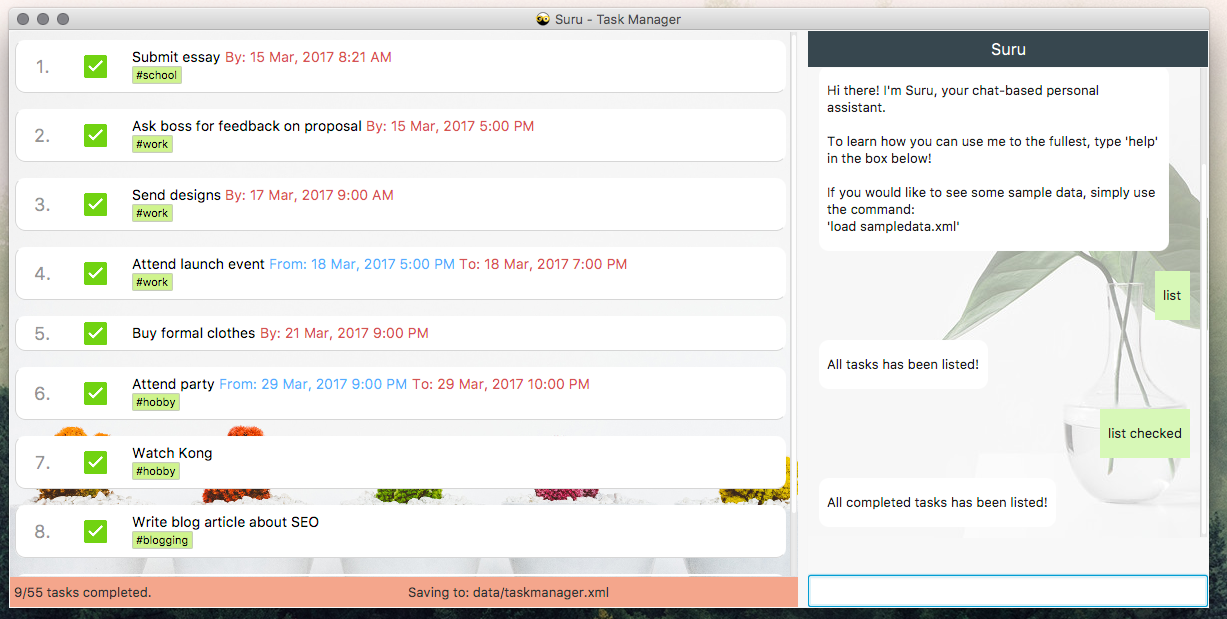 Suru - Task Manager
1.
Submit essay By: 15 Mar, 2017 8:21 AM
#school
2.
Ask boss for feedback on proposal By: 15 Mar, 2017 5:00 PM
#work
3.
Send designs By: 17 Mar, 2017 9:00 AM
#work
4.
Attend launch event From: 18 Mar, 2017 5:00 PM To: 18 Mar, 2017 7:00 PM
#work
5.
Buy formal clothes By: 21 Mar, 2017 9:00 PM
6.
Attend party From: 29 Mar, 2017 9:00 PM To: 29 Mar, 2017 10:00 PM
#hobby
7.
Watch Kong
#hobby
8.
Write blog article about SEO
#blogging
9/55 tasks completed.
Saving to: data/taskmanager.xml
Suru
Hi there! I'm Suru, your chat-based personal
assistant.
To learn how you can use me to the fullest, type 'help'
in the box below!
If you would like to see some sample data, simply use
the command:
'load sampledata.xml'
list
All tasks has been listed!
list checked
All completed tasks has been listed!